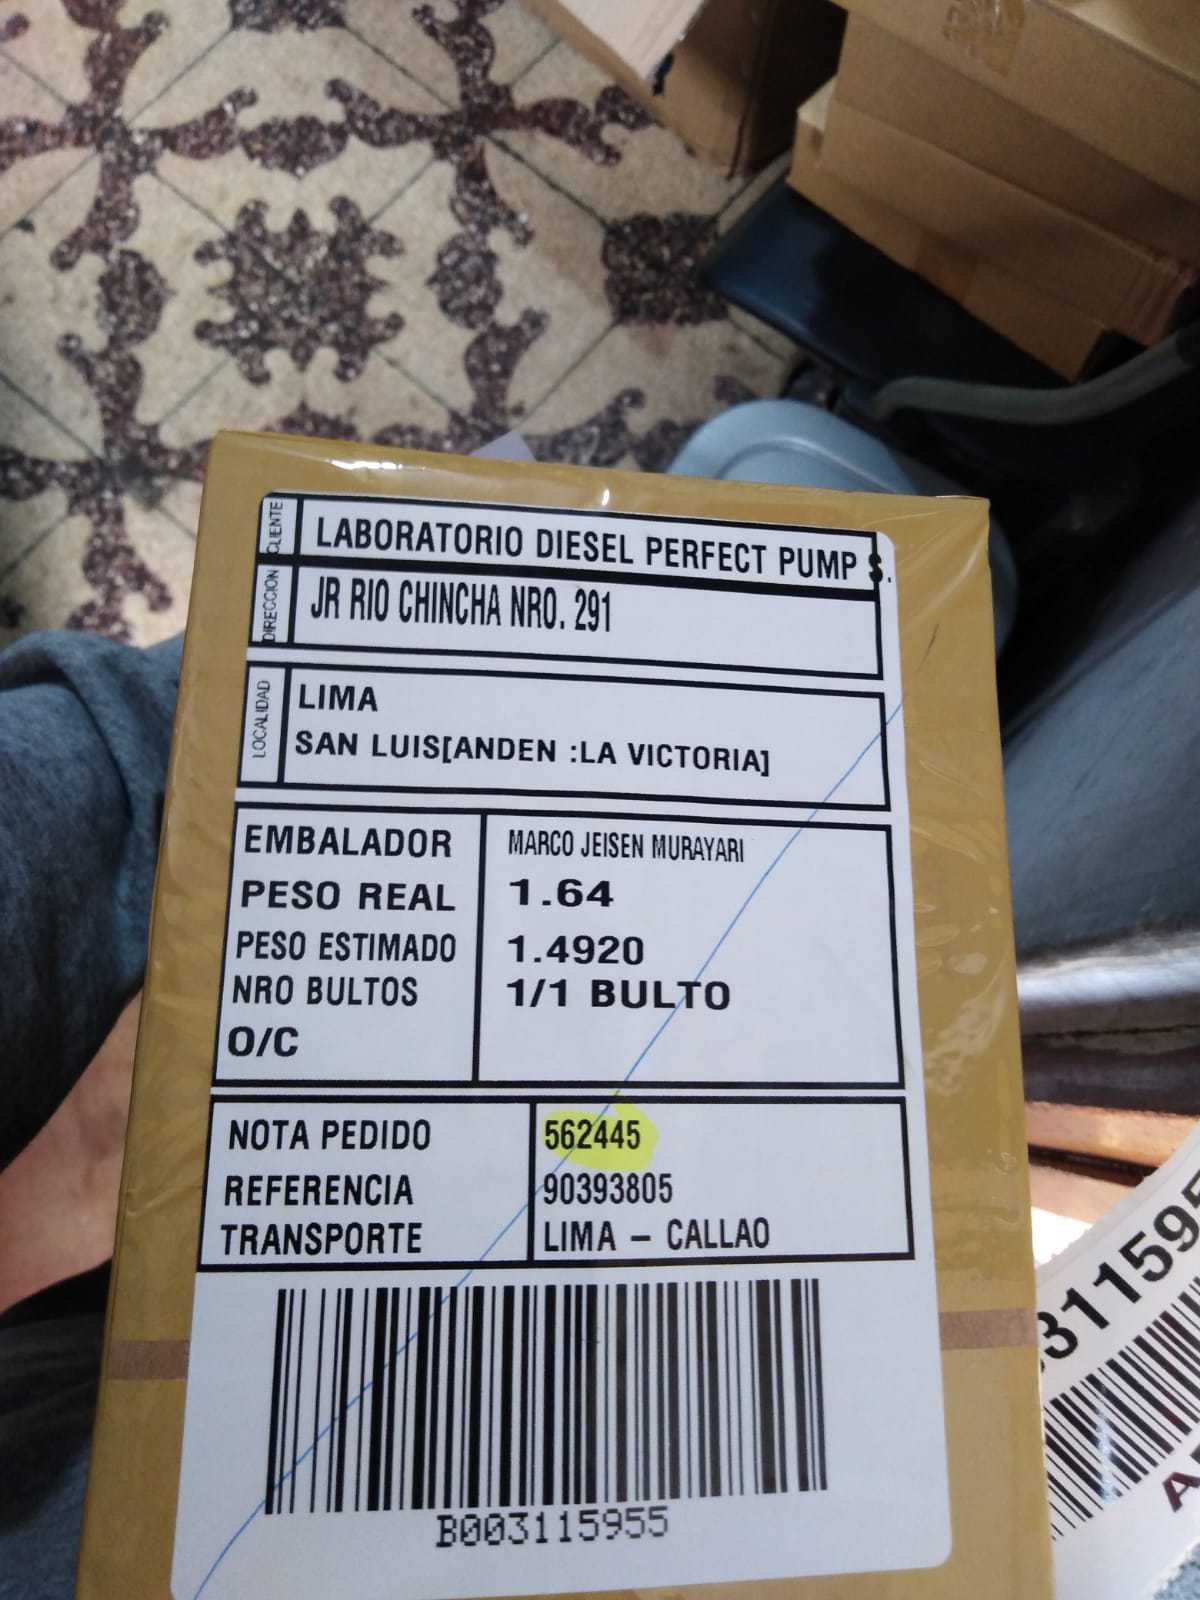 CLIENTE
LABORATORIO DIESEL PERFECT PUMP S.
DIRECCION
JR RIO CHINCHA NRO. 291
LOCALIDAD
LIMA
SAN LUIS[ANDEN :LA VICTORIA]
EMBALADOR MARCO JEISEN MURAYARI
PESO REAL 1.64
PESO ESTIMADO 1.4920
NRO BULTOS 1/1 BULTO
O/C
NOTA PEDIDO 562445
REFERENCIA 90393805
TRANSPORTE LIMA – CALLAO
B003115955